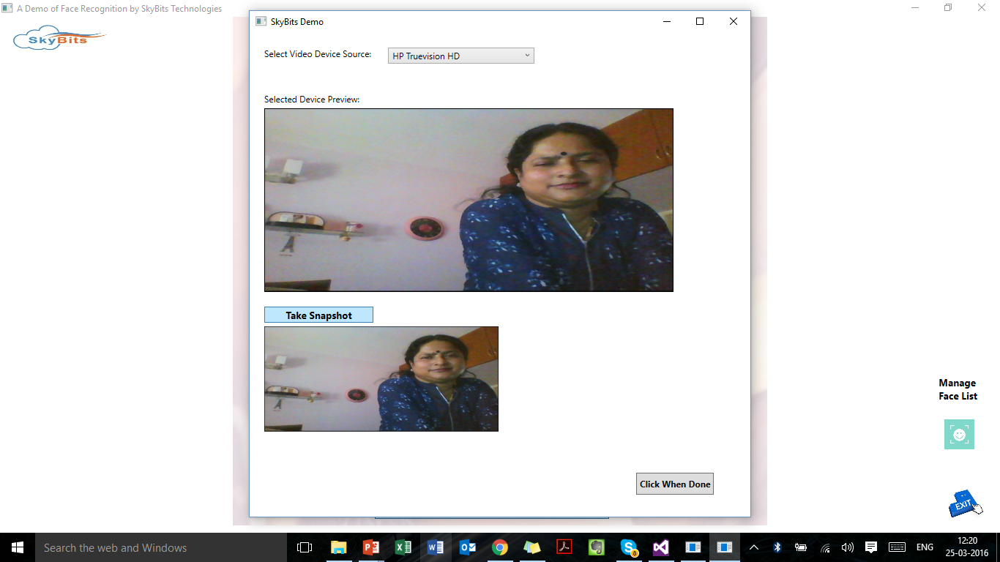 A Demo of Face Recognition by SkyBits Technologies
SkyBits
SkyBits Demo
Select Video Device Source:
HP Truevision HD
Selected Device Preview:
Take Snapshot
Manage
Face List
Click When Done
EXIT
Search the web and Windows
8
ENG
12:20
25-03-2016